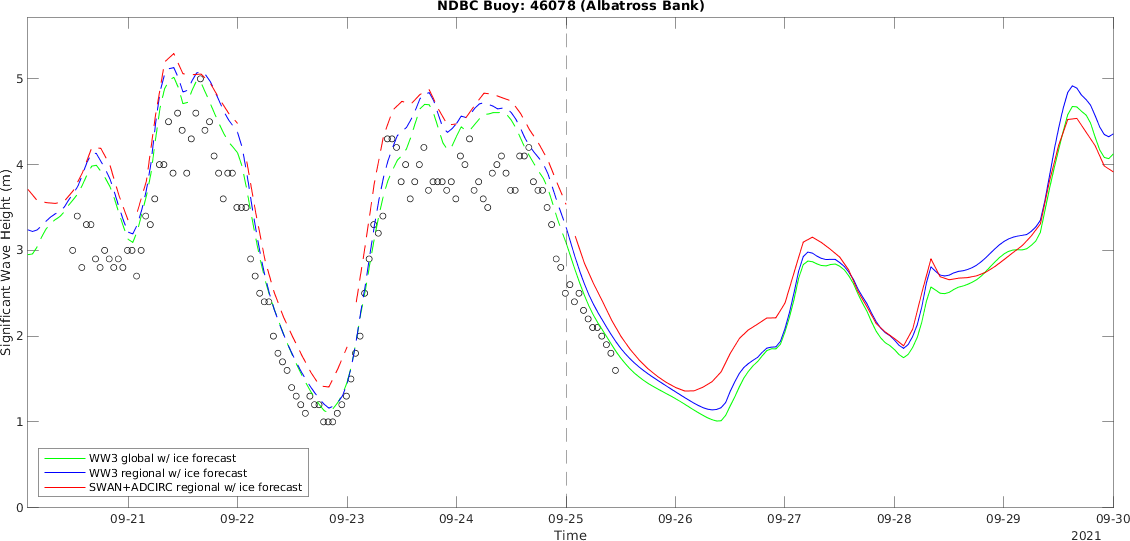 NDBC Buoy: 46078 (Albatross Bank)
Significant Wave Height (m)
5
4
3
2
1
0
WW3 global w/ ice forecast
WW3 regional w/ ice forecast
SWAN+ADCIRC regional w/ ice forecast
09-21 09-22 09-23 09-24 09-25 09-26 09-27 09-28 09-29 09-30
Time
2021